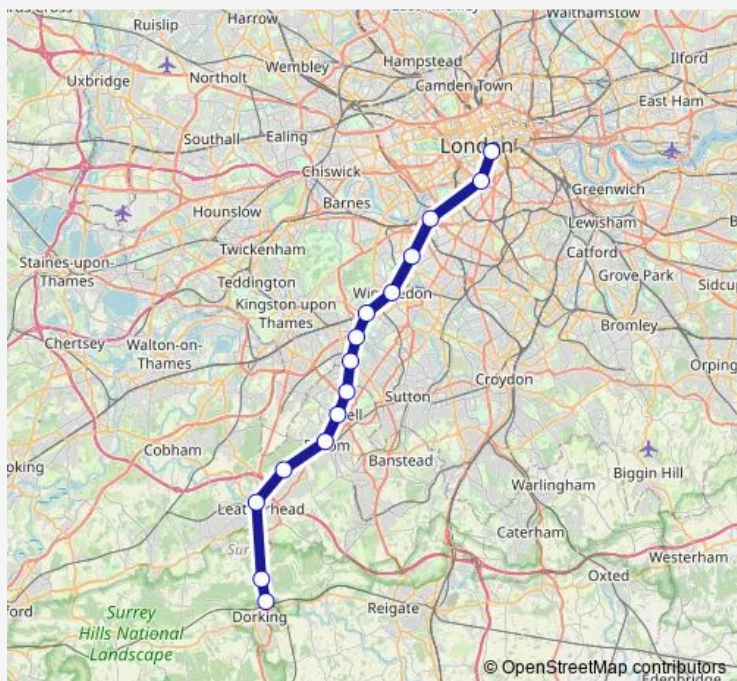 Harrow
Walthamstow
Ruislip
Hampstead
Ilford
Wembley
Northolt
Uxbridge
Camden Town
East Ham
Southall
Ealing
London
Chiswick
Greenwich
Barnes
Hounslow
Lewisham
Twickenham
Catford
Staines-upon-
Thames
Grove Park
Teddington
Kingston upon
Thames
Bromley
Chertsey
Walton-on-
Thames
Croydon
Sutton
Cobham
Banstead
Biggin Hill
Warlingham
Caterham
Westerham
Oxted
Surrey
Hills National
Landscape
Dorking
Reigate
© OpenStreetMap contributors